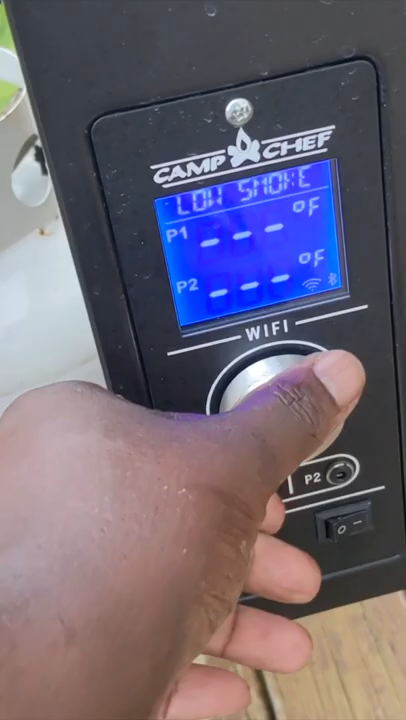 CAMP CHEF
LOW SMOKE
P1 --- °F
P2 --- °F
WIFI
P2
O –